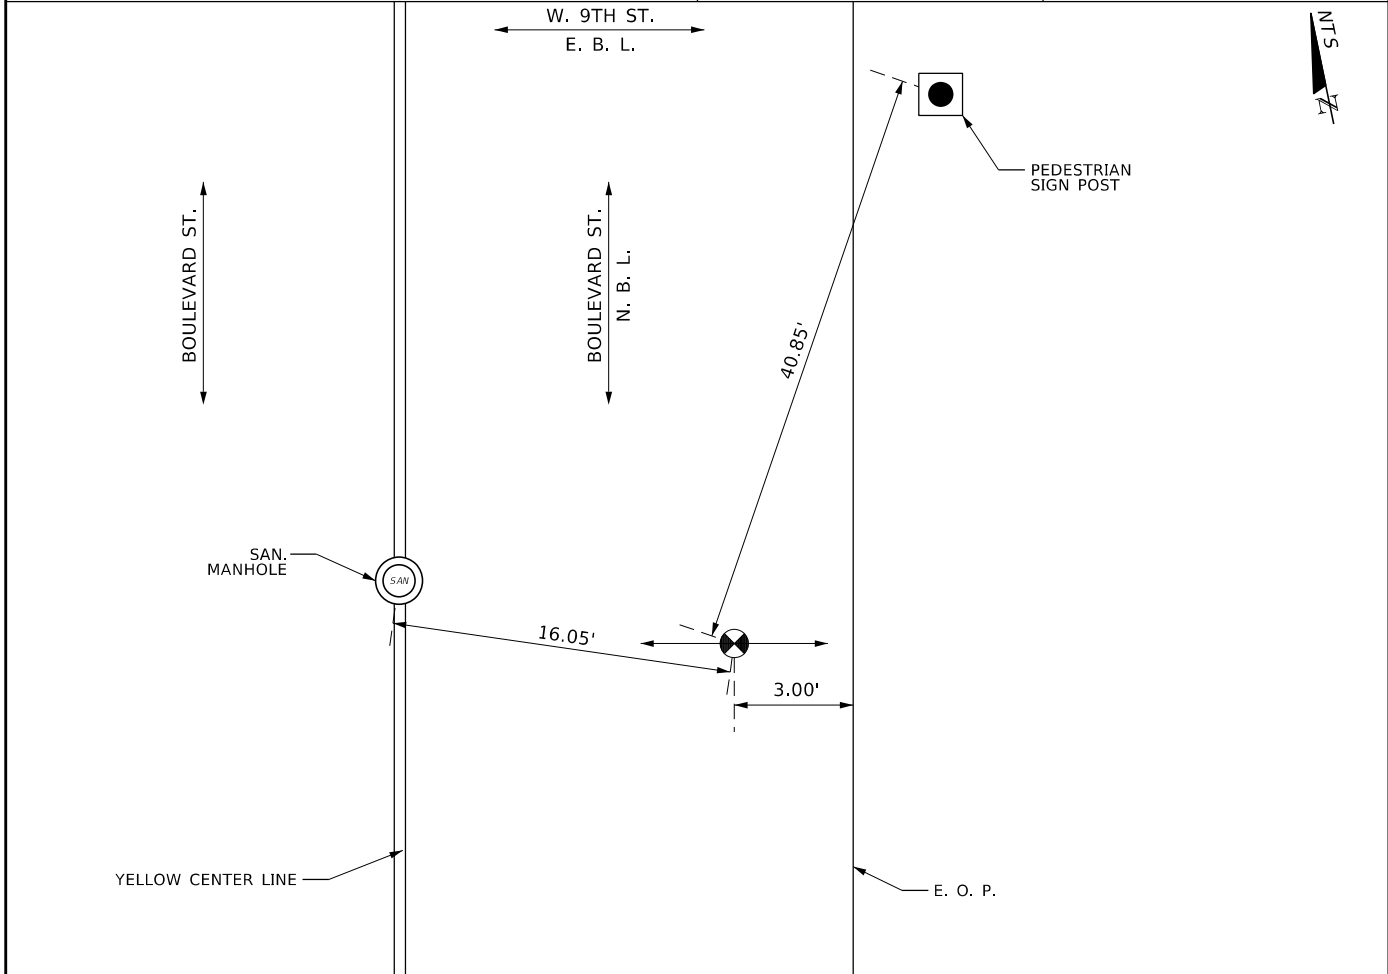 W. 9TH ST.
E. B. L.
NTS
N
PEDESTRIAN
SIGN POST
BOULEVARD ST.
BOULEVARD ST.
N. B. L.
40.85'
SAN.
MANHOLE
SAN
16.05'
3.00'
YELLOW CENTER LINE
E. O. P.